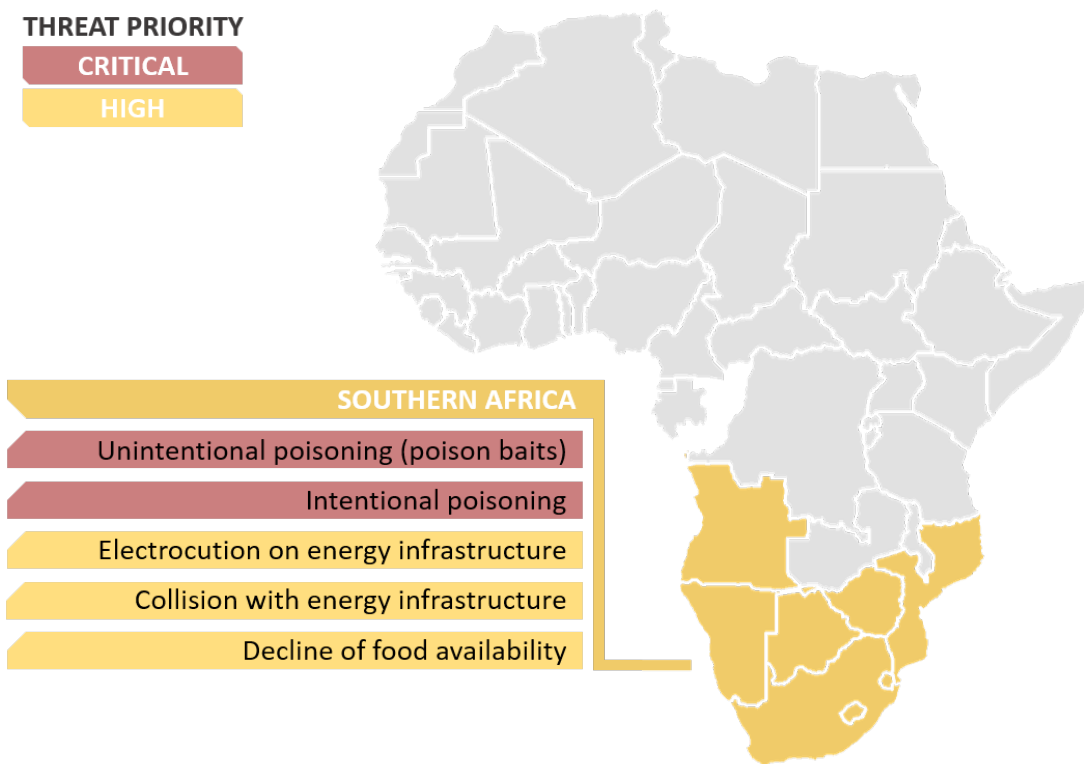 THREAT PRIORITY
CRITICAL
HIGH
SOUTHERN AFRICA
Unintentional poisoning (poison baits)
Intentional poisoning
Electrocution on energy infrastructure
Collision with energy infrastructure
Decline of food availability